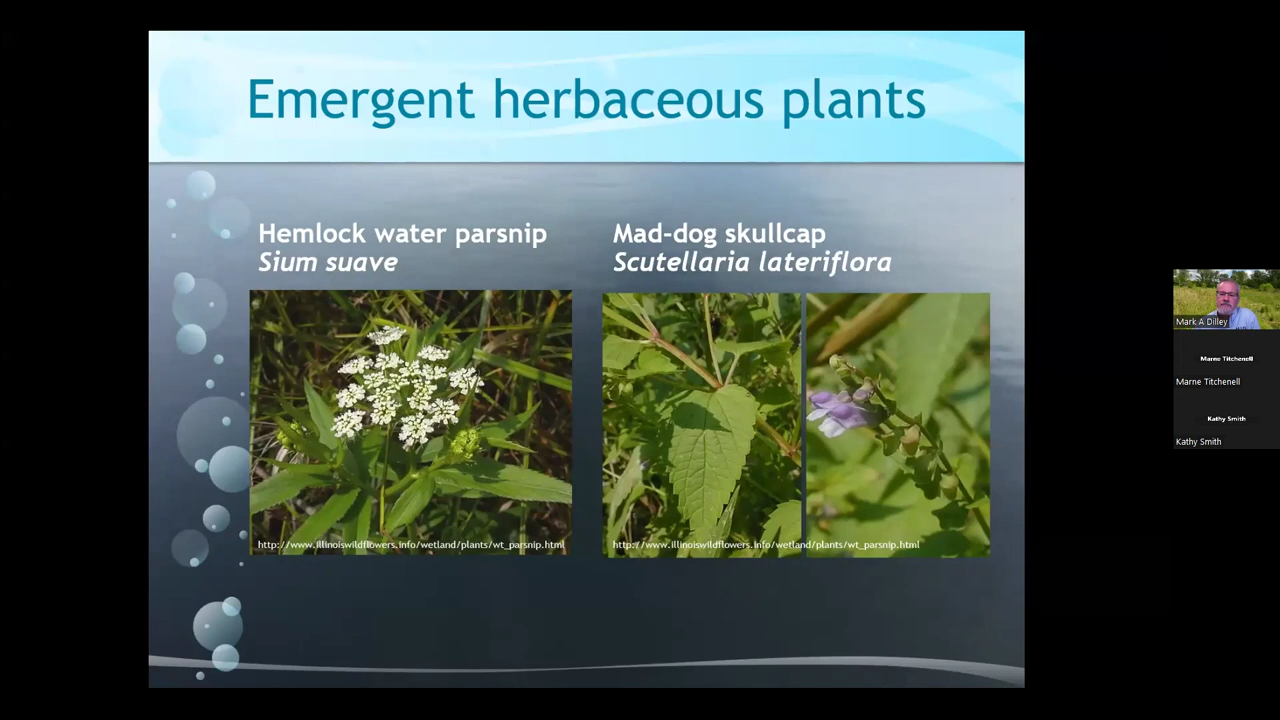 Emergent herbaceous plants
Hemlock water parsnip
Sium suave
Mad-dog skullcap
Scutellaria lateriflora
http://www.illinoiswildflowers.info/wetland/plants/wt_parsnip.html
http://www.illinoiswildflowers.info/wetland/plants/wt_parsnip.html
Mark A Dilley
Marne Titchenell
Marne Titchenell
Kathy Smith
Kathy Smith